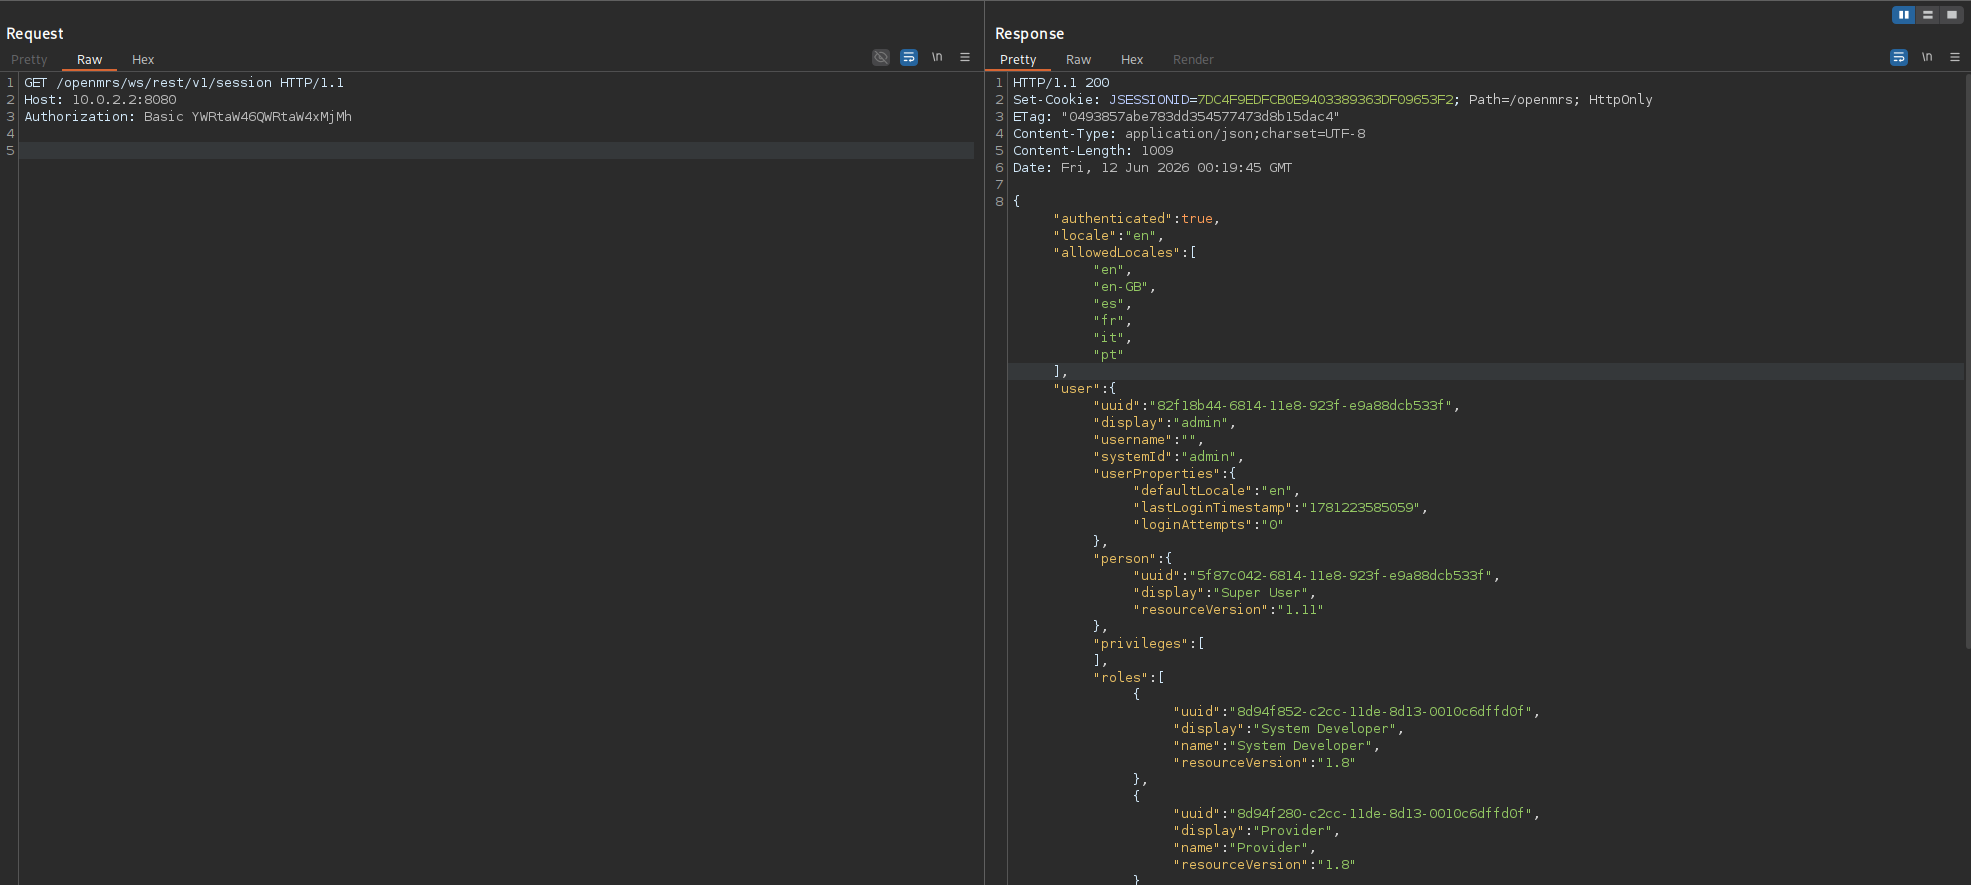 Request
Pretty Raw Hex
\n
1 GET /openmrs/ws/rest/v1/session HTTP/1.1
2 Host: 10.0.2.2:8080
3 Authorization: Basic YWRtaW46QWRtaW4xMjMh
4
5
Response
Pretty Raw Hex Render
\n
1 HTTP/1.1 200
2 Set-Cookie: JSESSIONID=7DC4F9EDFCB0E9403389363DF09653F2; Path=/openmrs; HttpOnly
3 ETag: "0493857abe783dd354577473d8b15dac4"
4 Content-Type: application/json;charset=UTF-8
5 Content-Length: 1009
6 Date: Fri, 12 Jun 2026 00:19:45 GMT
7
8 {
"authenticated":true,
"locale":"en",
"allowedLocales":[
"en",
"en-GB",
"es",
"fr",
"it",
"pt"
],
"user":{
"uuid":"82f18b44-6814-11e8-923f-e9a88dcb533f",
"display":"admin",
"username":"",
"systemId":"admin",
"userProperties":{
"defaultLocale":"en",
"lastLoginTimestamp":"1781223585059",
"loginAttempts":"0"
},
"person":{
"uuid":"5f87c042-6814-11e8-923f-e9a88dcb533f",
"display":"Super User",
"resourceVersion":"1.11"
},
"privileges":[
],
"roles":[
{
"uuid":"8d94f852-c2cc-11de-8d13-0010c6dffd0f",
"display":"System Developer",
"name":"System Developer",
"resourceVersion":"1.8"
},
{
"uuid":"8d94f280-c2cc-11de-8d13-0010c6dffd0f",
"display":"Provider",
"name":"Provider",
"resourceVersion":"1.8"
}